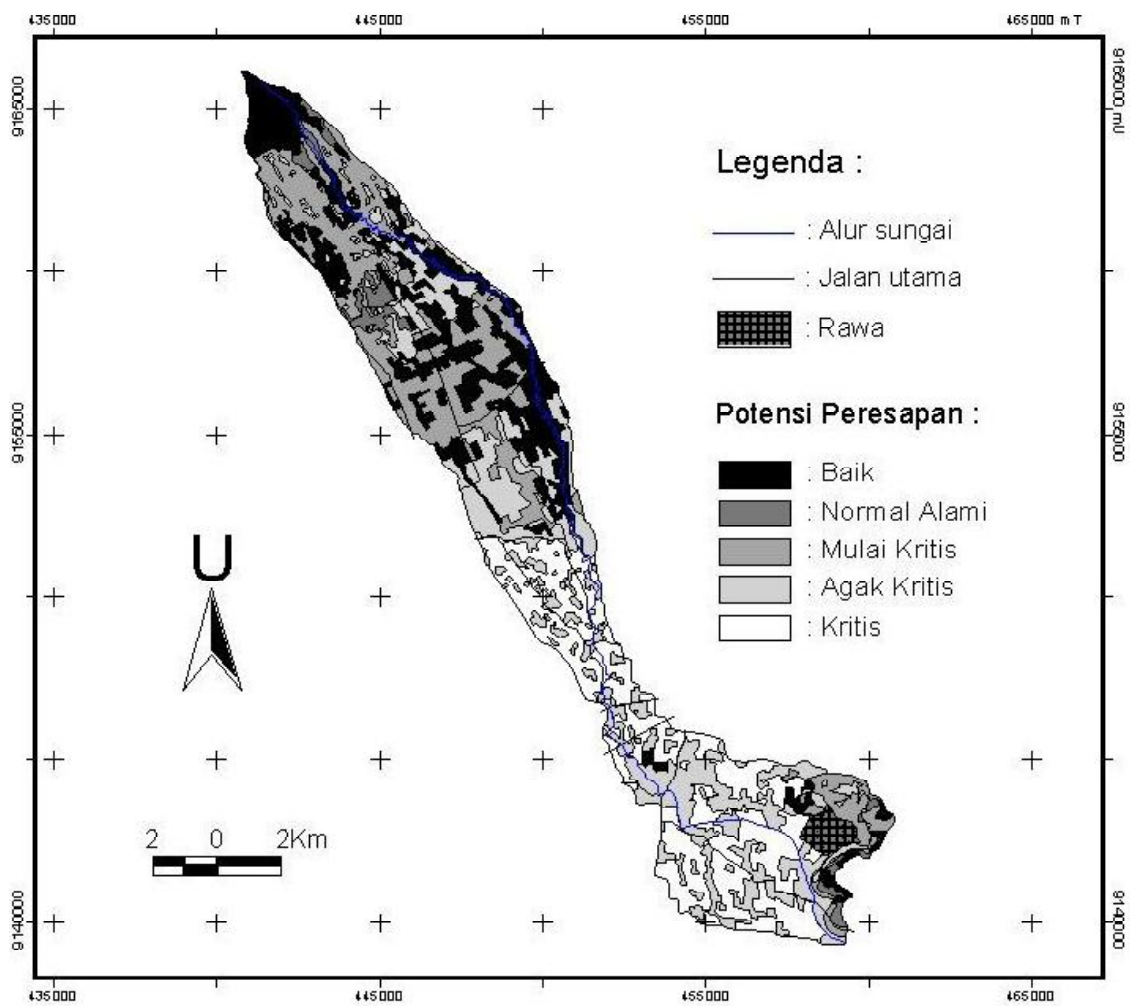 435000 445000 455000 465000 mT
9165000
9165000 mU
Legenda :
: Alur sungai
: Jalan utama
: Rawa
Potensi Peresapan :
9155000
9155000
: Baik
: Normal Alami
: Mulai Kritis
: Agak Kritis
: Kritis
U
2 0 2Km
9140000
9140000
435000 445000 455000 465000